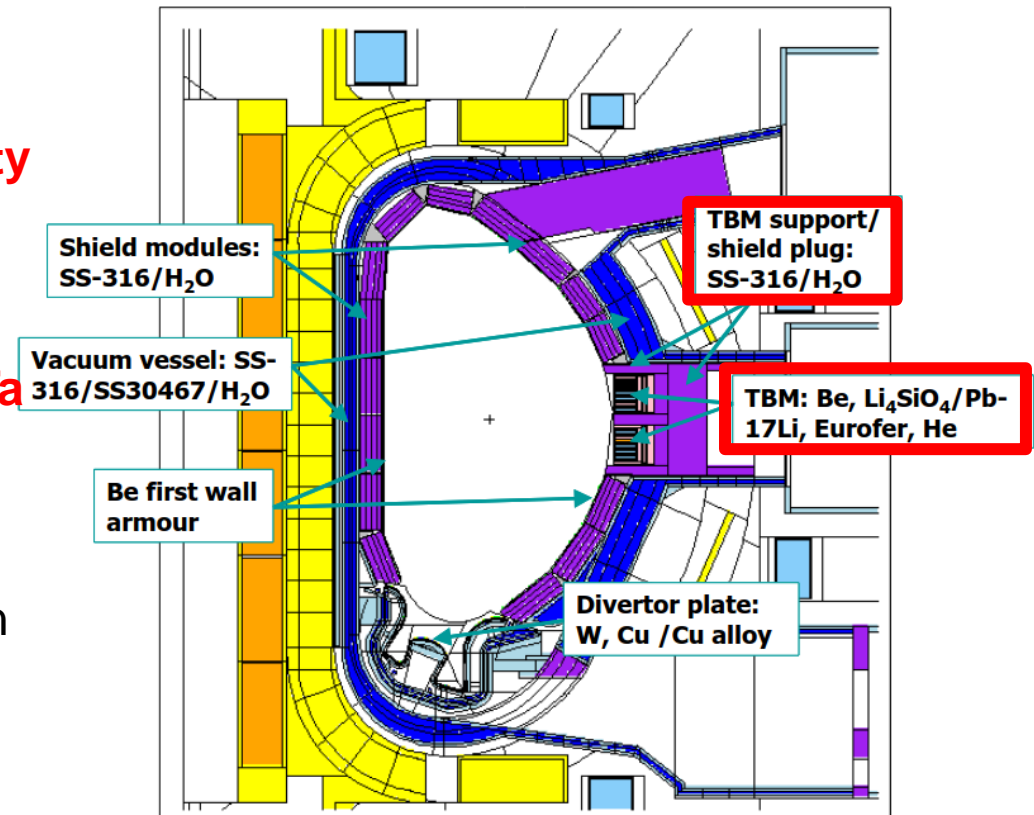 ty
TBM support/
shield plug:
SS-316/H₂O
Shield modules:
SS-316/H₂O
Vacuum vessel: SS-
316/SS30467/H₂O
a
TBM: Be, Li₄SiO₄/Pb-
17Li, Eurofer, He
Be first wall
armour
n
Divertor plate:
W, Cu /Cu alloy